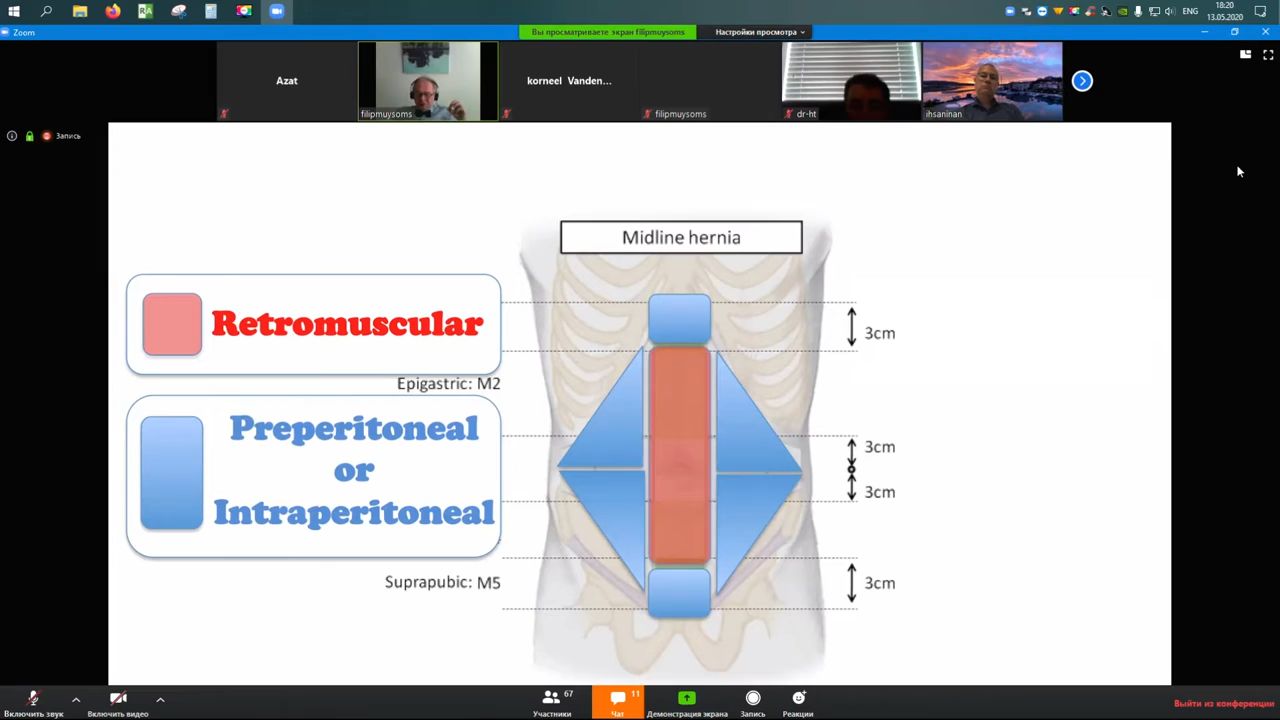 18:20
ENG
13.05.2020
Zoom
Вы просматриваете экран filipmuysoms
Настройки просмотра
Azat
korneel Vanden...
filipmuysoms
filipmuysoms
dr-ht
ihsaninan
Запись
Midline hernia
Retromuscular
3cm
Epigastric: M2
Preperitoneal
or
Intraperitoneal
3cm
3cm
Suprapubic: M5
3cm
67
11
Включить звук
Включить видео
Участники
Чат
Демонстрация экрана
Запись
Реакции
Выйти из конференции